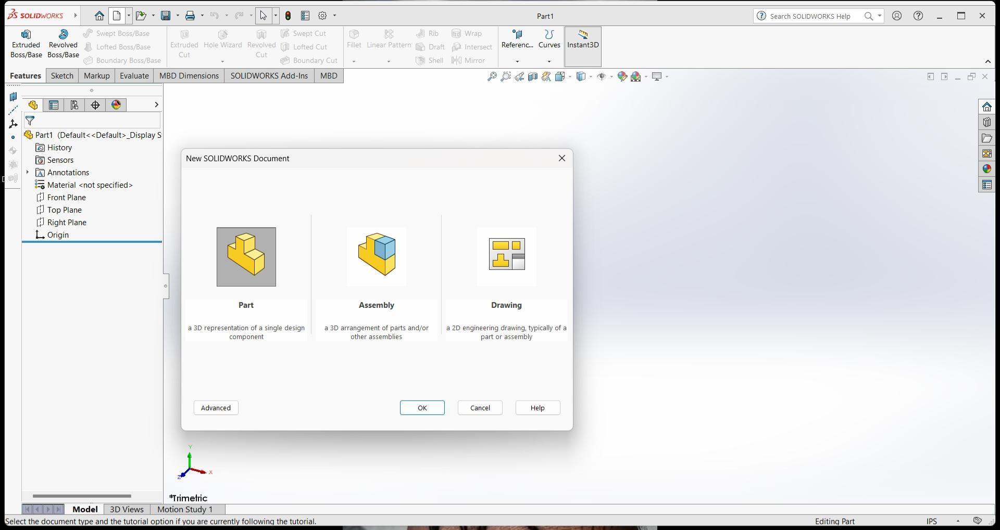 SOLIDWORKS
Part1
Search SOLIDWORKS Help
Extruded Boss/Base
Revolved Boss/Base
Swept Boss/Base
Lofted Boss/Base
Boundary Boss/Base
Extruded Cut
Hole Wizard
Revolved Cut
Swept Cut
Lofted Cut
Boundary Cut
Fillet
Linear Pattern
Rib
Draft
Shell
Wrap
Intersect
Mirror
Referenc...
Curves
Instant3D
Features
Sketch
Markup
Evaluate
MBD Dimensions
SOLIDWORKS Add-Ins
MBD
Part1 (Default<<Default>_Display S
History
Sensors
Annotations
Material <not specified>
Front Plane
Top Plane
Right Plane
Origin
New SOLIDWORKS Document
Part
a 3D representation of a single design
component
Assembly
a 3D arrangement of parts and/or
other assemblies
Drawing
a 2D engineering drawing, typically of a
part or assembly
Advanced
OK
Cancel
Help
Y
X
Z
*Trimetric
Model
3D Views
Motion Study 1
Select the document type and the tutorial option if you are currently following the tutorial.
Editing Part
IPS